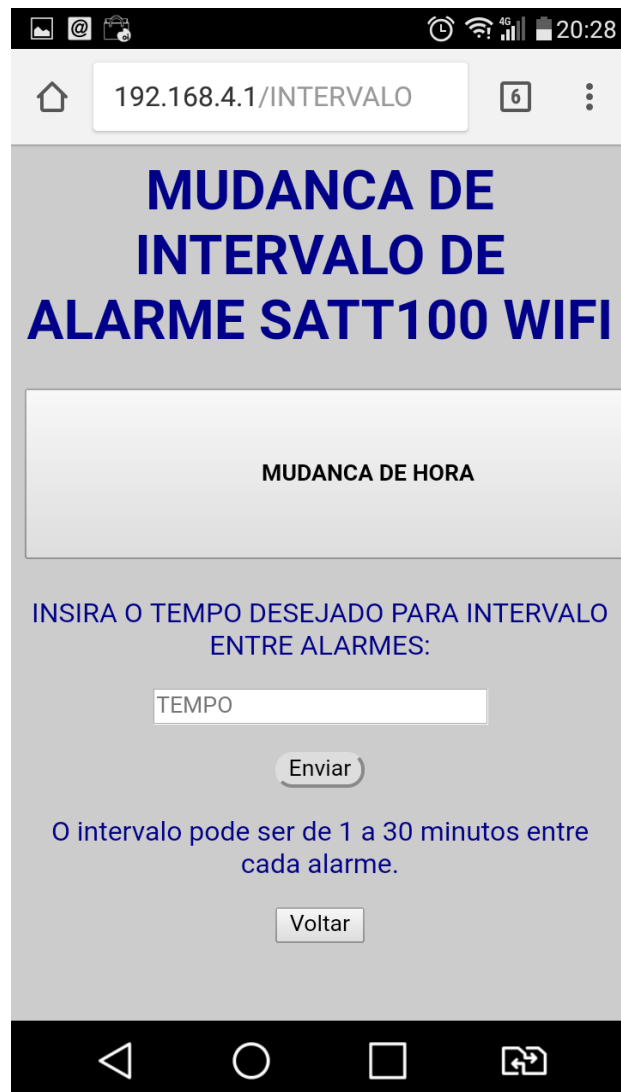 4G
20:28
192.168.4.1/INTERVALO
6
MUDANCA DE
INTERVALO DE
ALARME SATT100 WIFI
MUDANCA DE HORA
INSIRA O TEMPO DESEJADO PARA INTERVALO
ENTRE ALARMES:
TEMPO
Enviar
O intervalo pode ser de 1 a 30 minutos entre
cada alarme.
Voltar